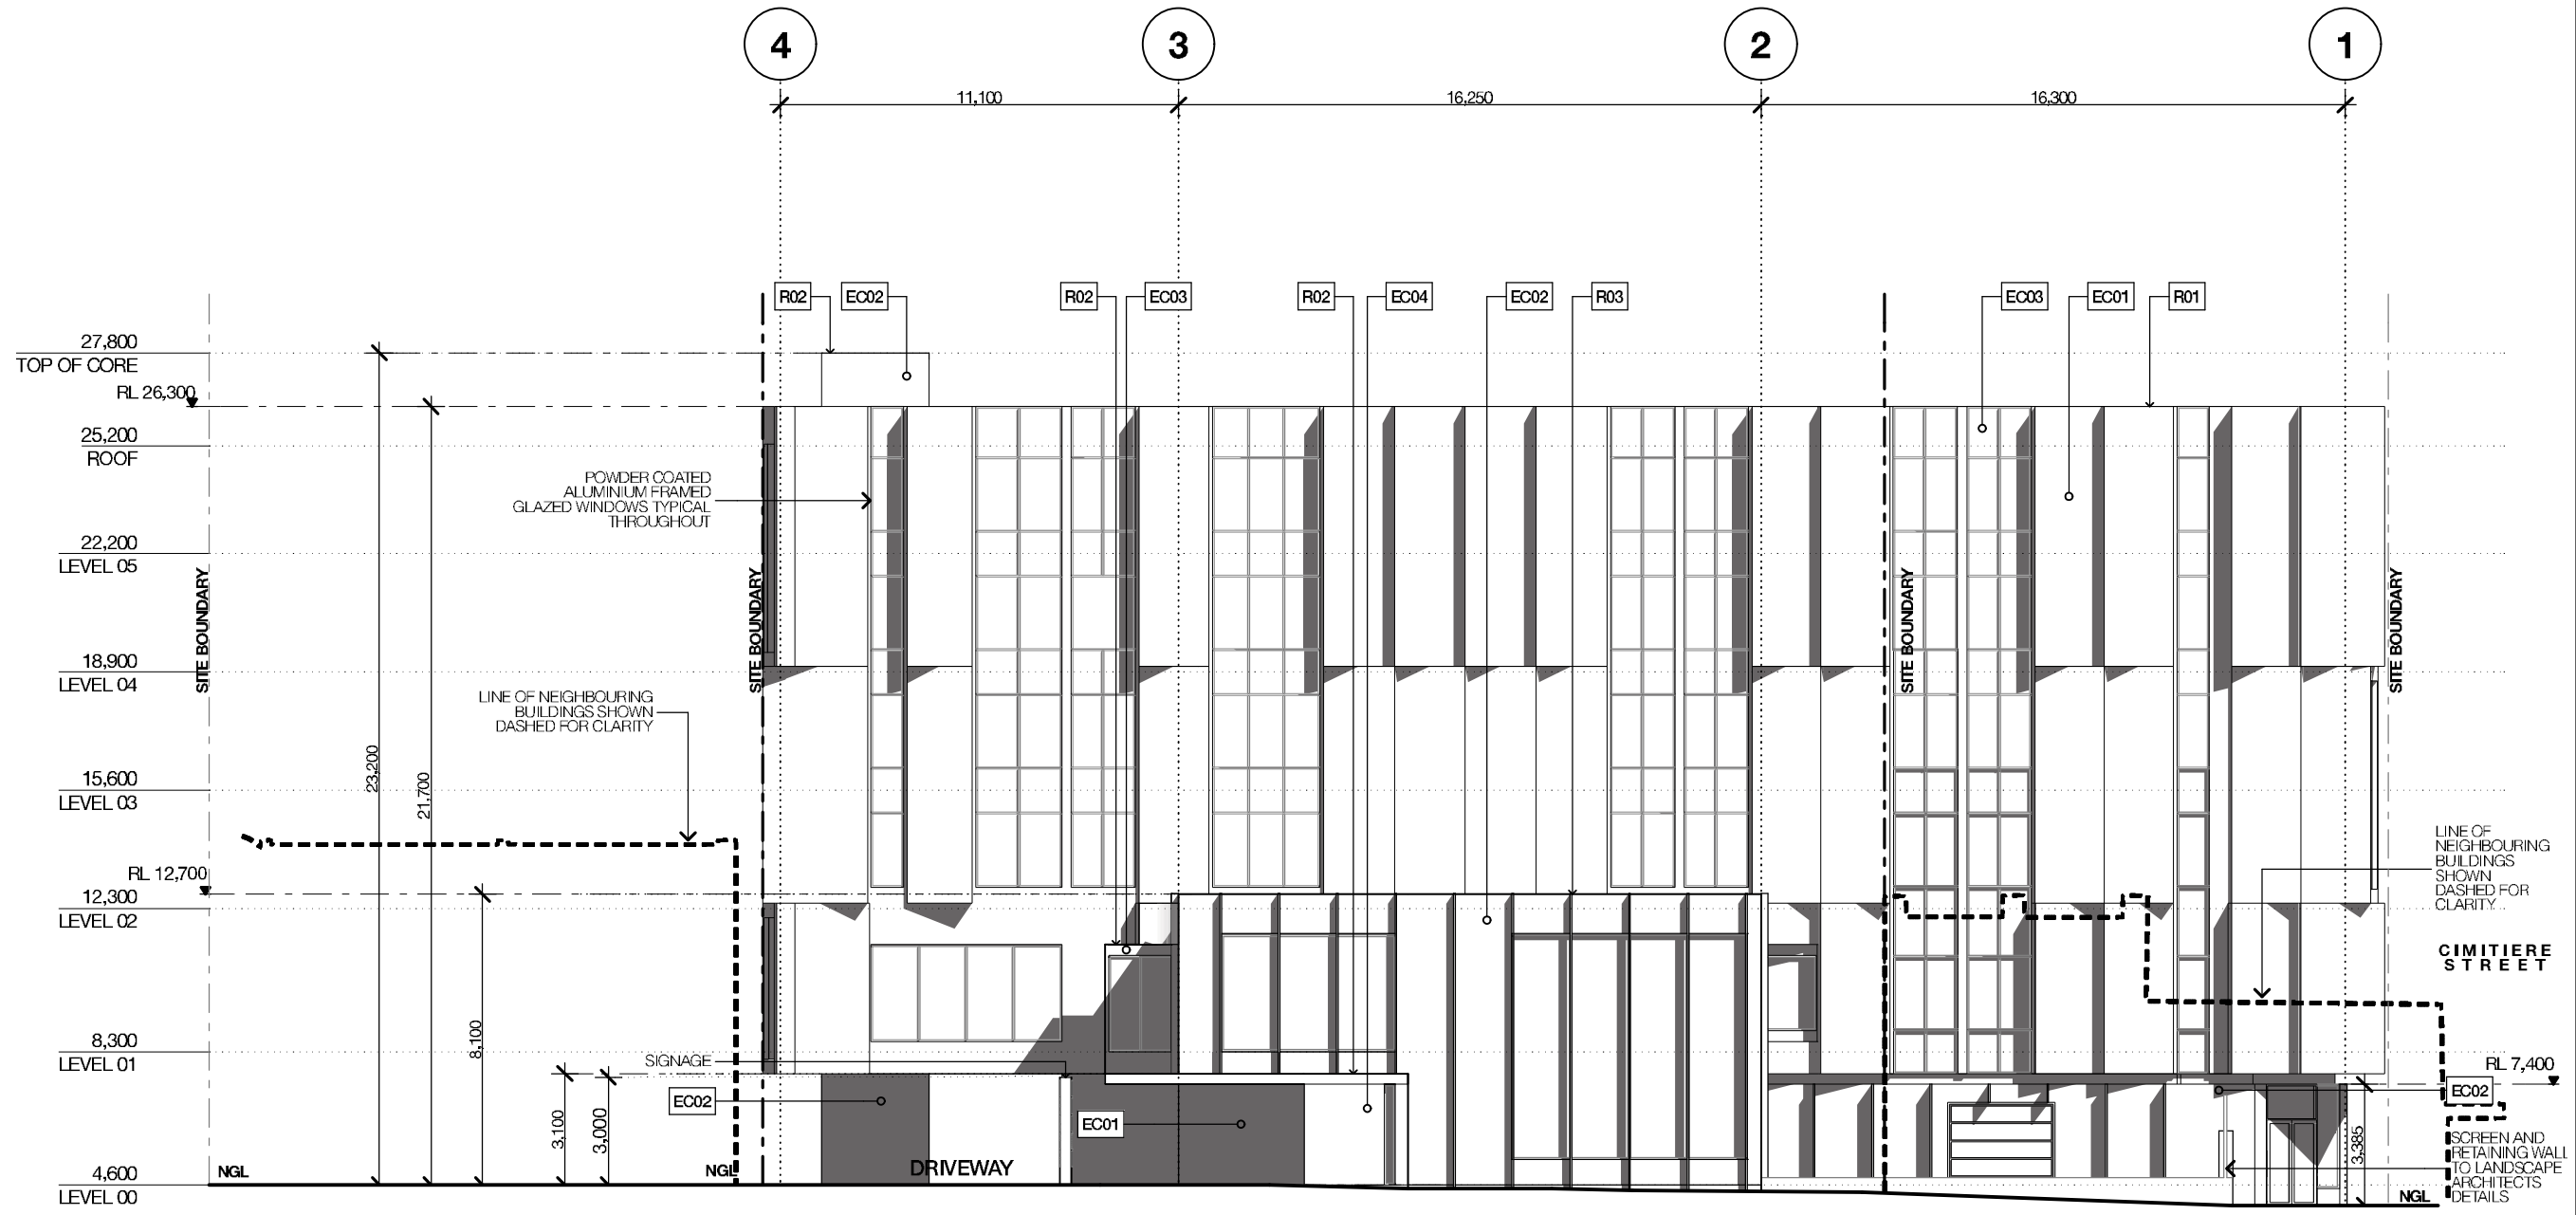 4
3
2
1
11,100
16,250
16,300
R02
EC02
R02
EC03
R02
EC04
EC02
R03
EC03
EC01
R01
27,800
TOP OF CORE
RL 26,300
25,200
ROOF
POWDER COATED
ALUMINIUM FRAMED
GLAZED WINDOWS TYPICAL
THROUGHOUT
22,200
LEVEL 05
SITE BOUNDARY
SITE BOUNDARY
SITE BOUNDARY
SITE BOUNDARY
18,900
LEVEL 04
LINE OF NEIGHBOURING
BUILDINGS SHOWN
DASHED FOR CLARITY
23,200
21,700
15,600
LEVEL 03
LINE OF
NEIGHBOURING
BUILDINGS
SHOWN
DASHED FOR
CLARITY
RL 12,700
12,300
LEVEL 02
CIMITIERE
STREET
8,100
8,300
LEVEL 01
SIGNAGE
RL 7,400
EC02
EC02
EC01
3,100
3,000
3,385
SCREEN AND
RETAINING WALL
TO LANDSCAPE
ARCHITECTS
DETAILS
4,600
LEVEL 00
NGL
NGL
DRIVEWAY
NGL